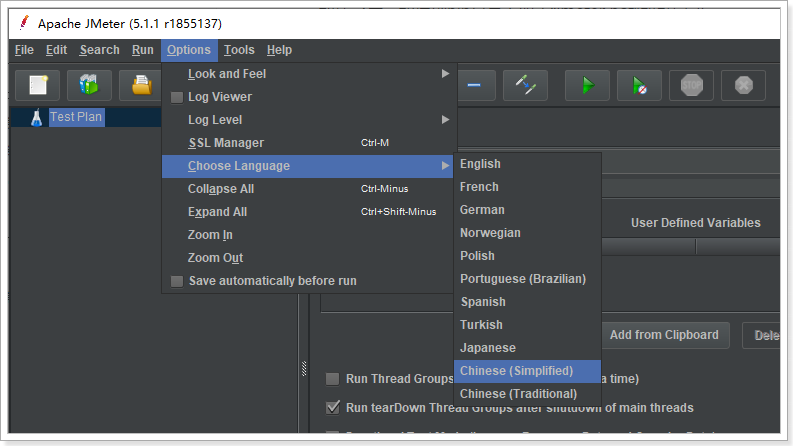 Apache JMeter (5.1.1 r1855137)
File Edit Search Run Options Tools Help
STOP
Test Plan
Look and Feel
Log Viewer
Log Level
SSL Manager Ctrl-M
Choose Language
Collapse All Ctrl-Minus
Expand All Ctrl+Shift-Minus
Zoom In
Zoom Out
Save automatically before run
English
French
German
Norwegian
Polish
Portuguese (Brazilian)
Spanish
Turkish
Japanese
Chinese (Simplified)
Chinese (Traditional)
User Defined Variables
Add from Clipboard
Run Thread Groups
a time)
Run tearDown Thread Groups after shutdown of main threads